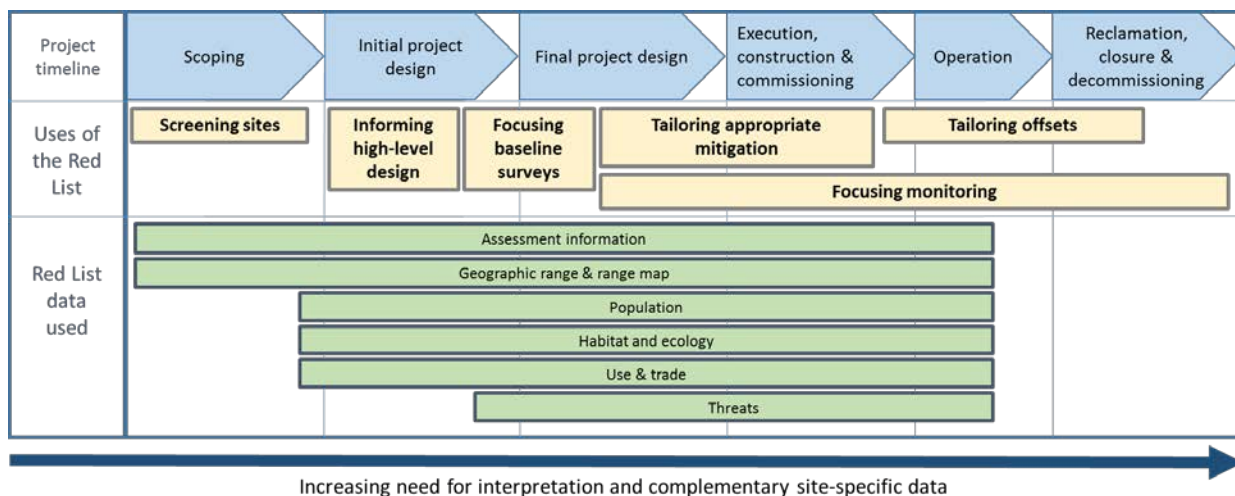 Project
timeline
Scoping
Initial project
design
Final project design
Execution,
construction &
commissioning
Operation
Reclamation,
closure &
decommissioning
Uses of
the Red
List
Screening sites
Informing
high-level
design
Focusing
baseline
surveys
Tailoring appropriate
mitigation
Tailoring offsets
Focusing monitoring
Red List
data
used
Assessment information
Geographic range & range map
Population
Habitat and ecology
Use & trade
Threats
Increasing need for interpretation and complementary site-specific data